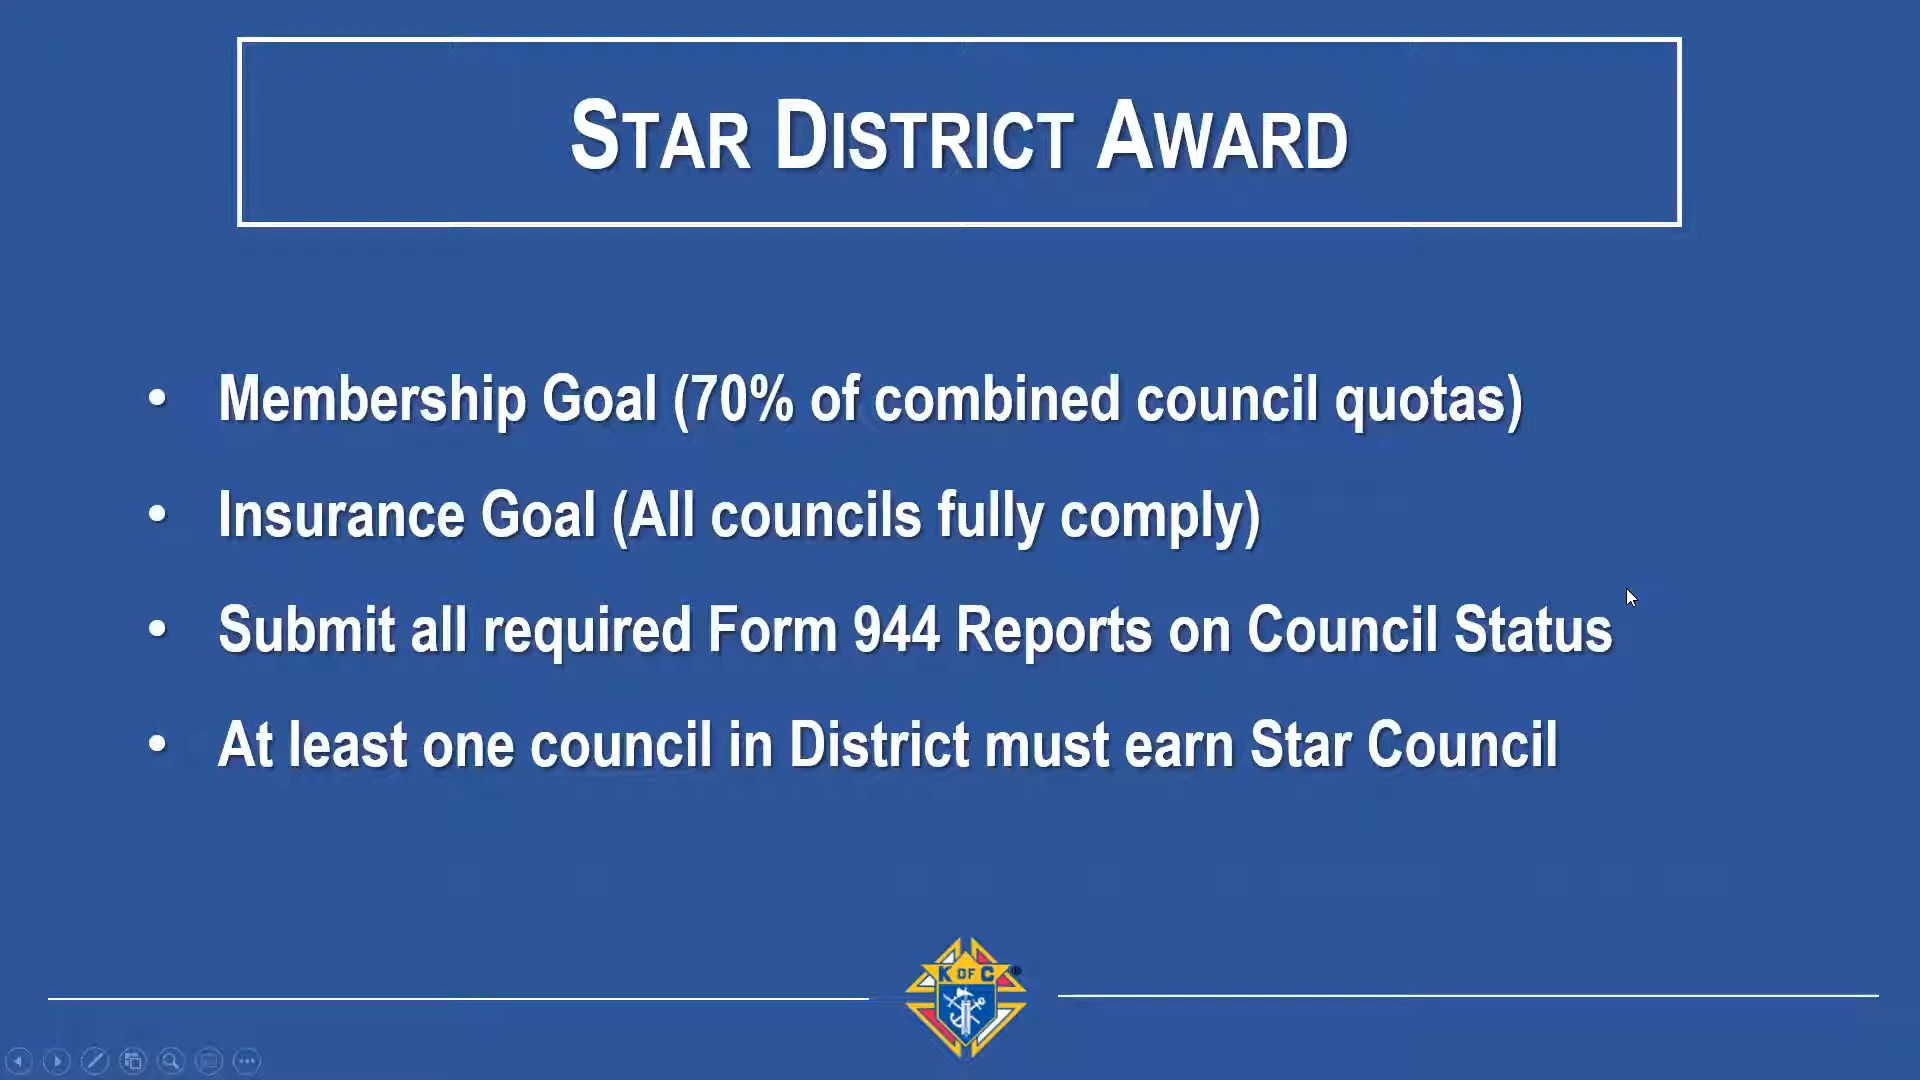 STAR DISTRICT AWARD
• Membership Goal (70% of combined council quotas)
• Insurance Goal (All councils fully comply)
• Submit all required Form 944 Reports on Council Status
• At least one council in District must earn Star Council
K OF C ®